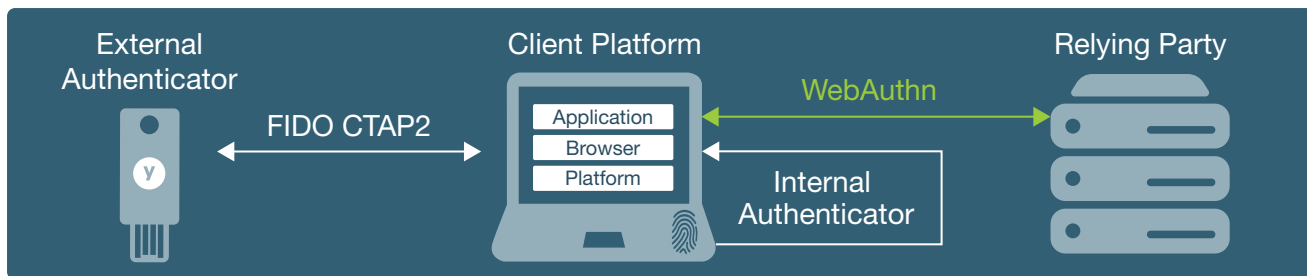 External
Authenticator
FIDO CTAP2
y
Client Platform
Application
Browser
Platform
WebAuthn
Internal
Authenticator
Relying Party